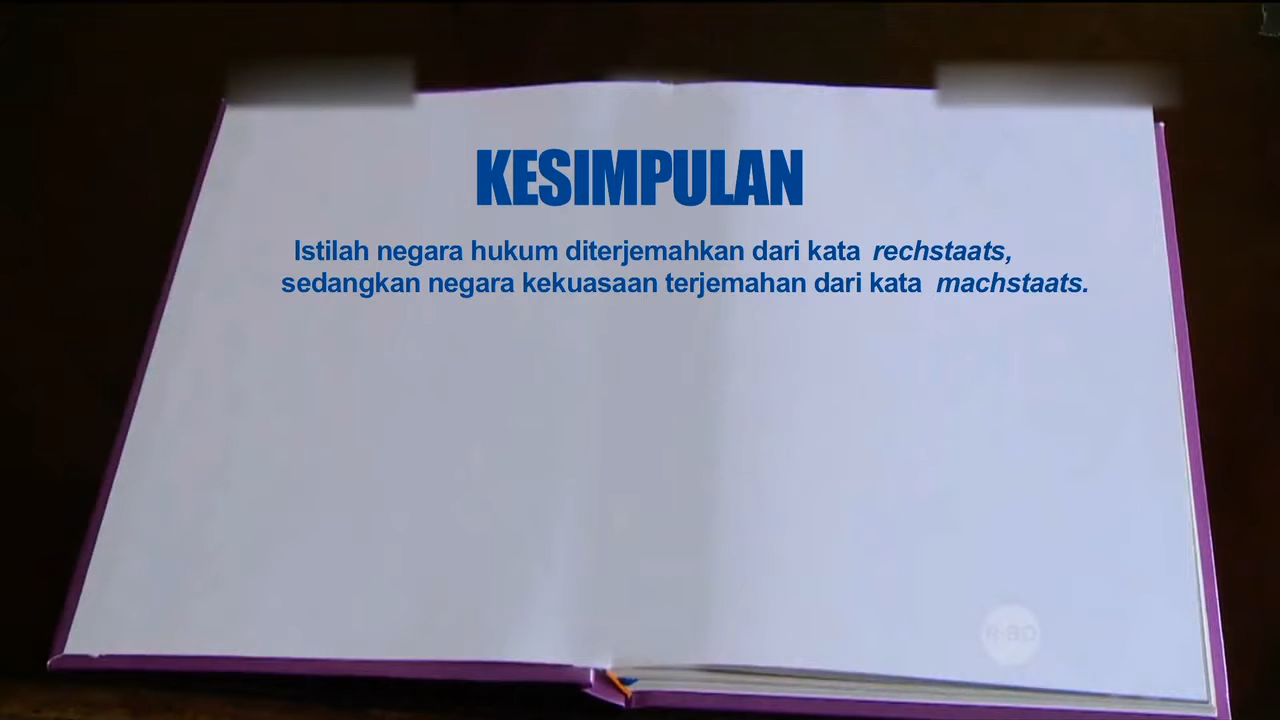 KESIMPULAN
Istilah negara hukum diterjemahkan dari kata rechstaats,
sedangkan negara kekuasaan terjemahan dari kata machstaats.